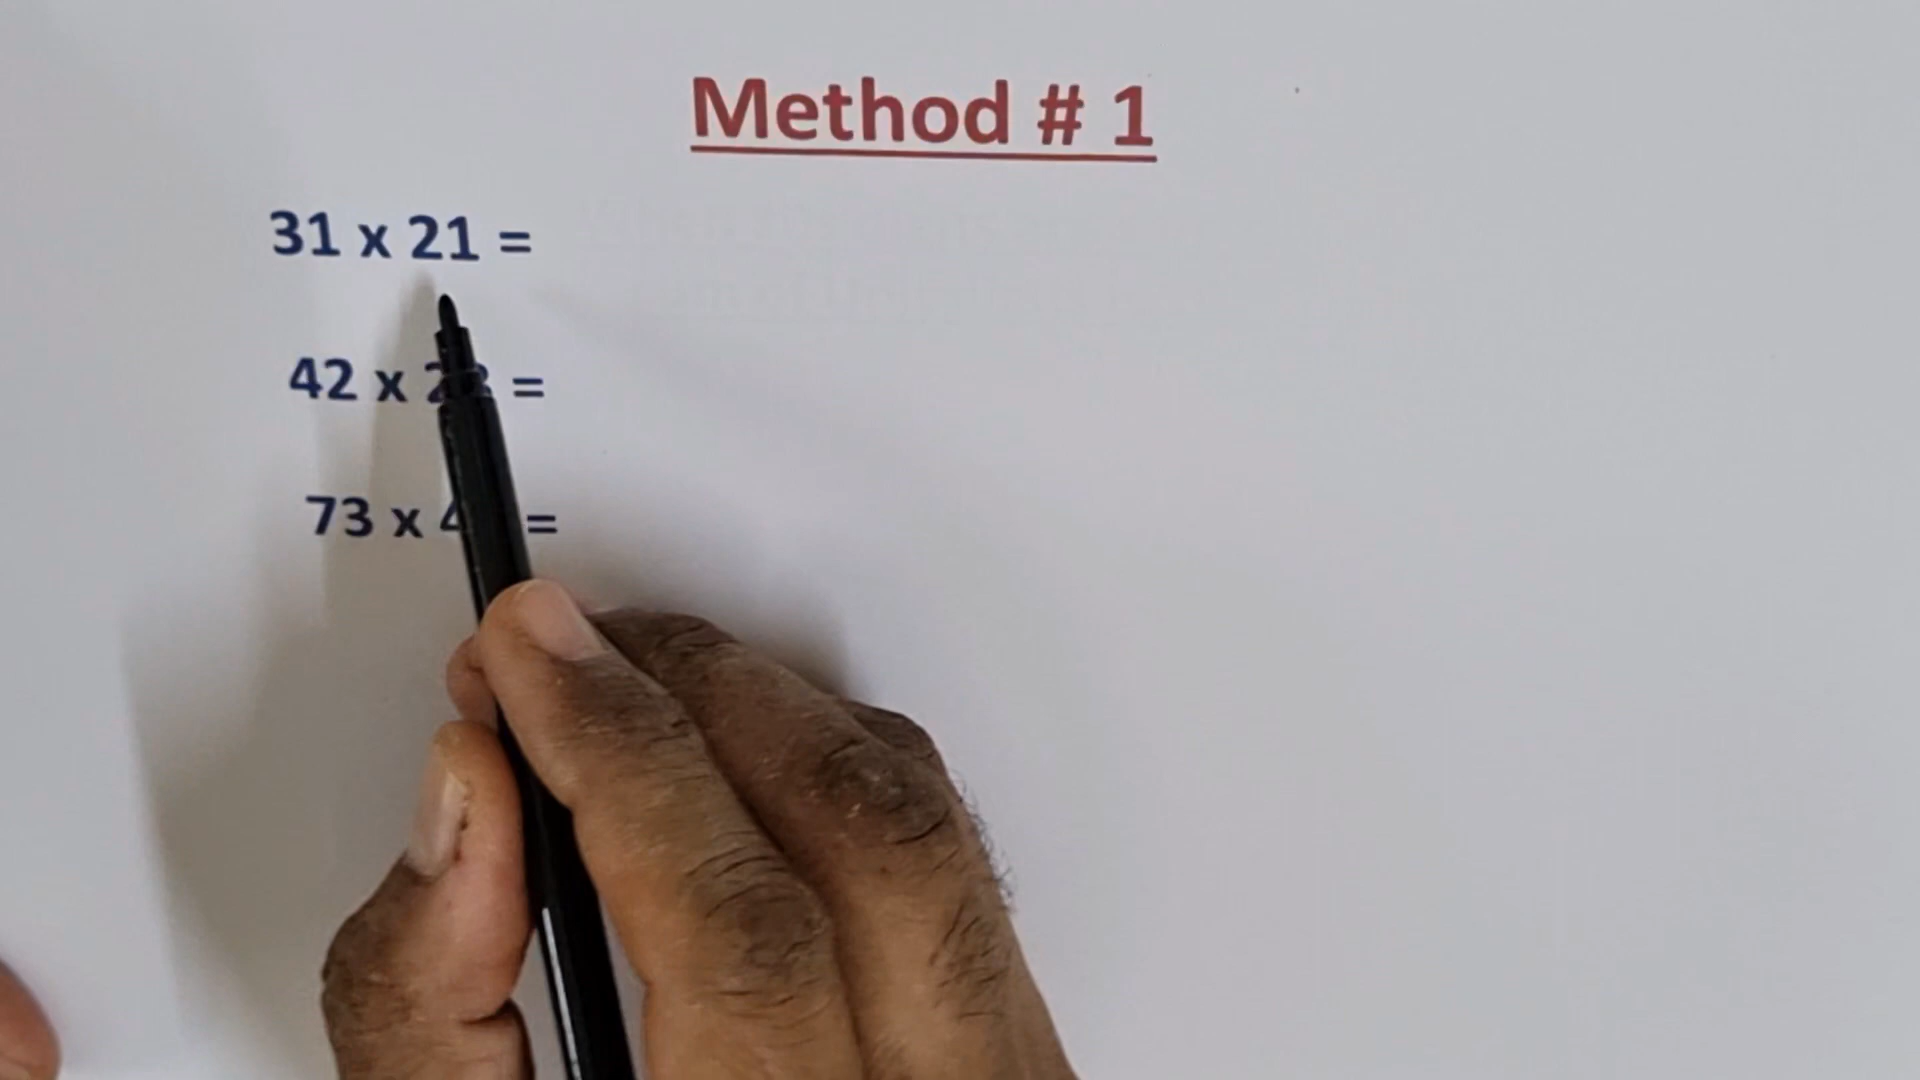 Method # 1
31 x 21 =
42 x =
73 x =